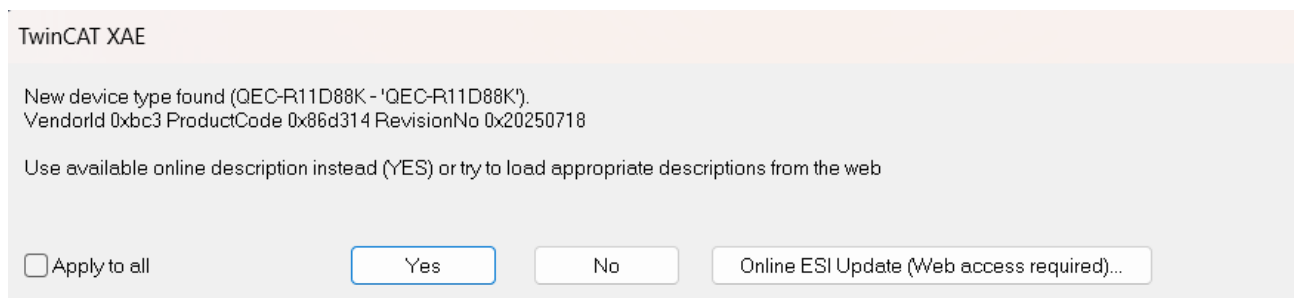 TwinCAT XAE
New device type found (QEC-R11D88K - 'QEC-R11D88K').
VendorId 0xbc3 ProductCode 0x86d314 RevisionNo 0x20250718
Use available online description instead (YES) or try to load appropriate descriptions from the web
Apply to all
Yes
No
Online ESI Update (Web access required)...